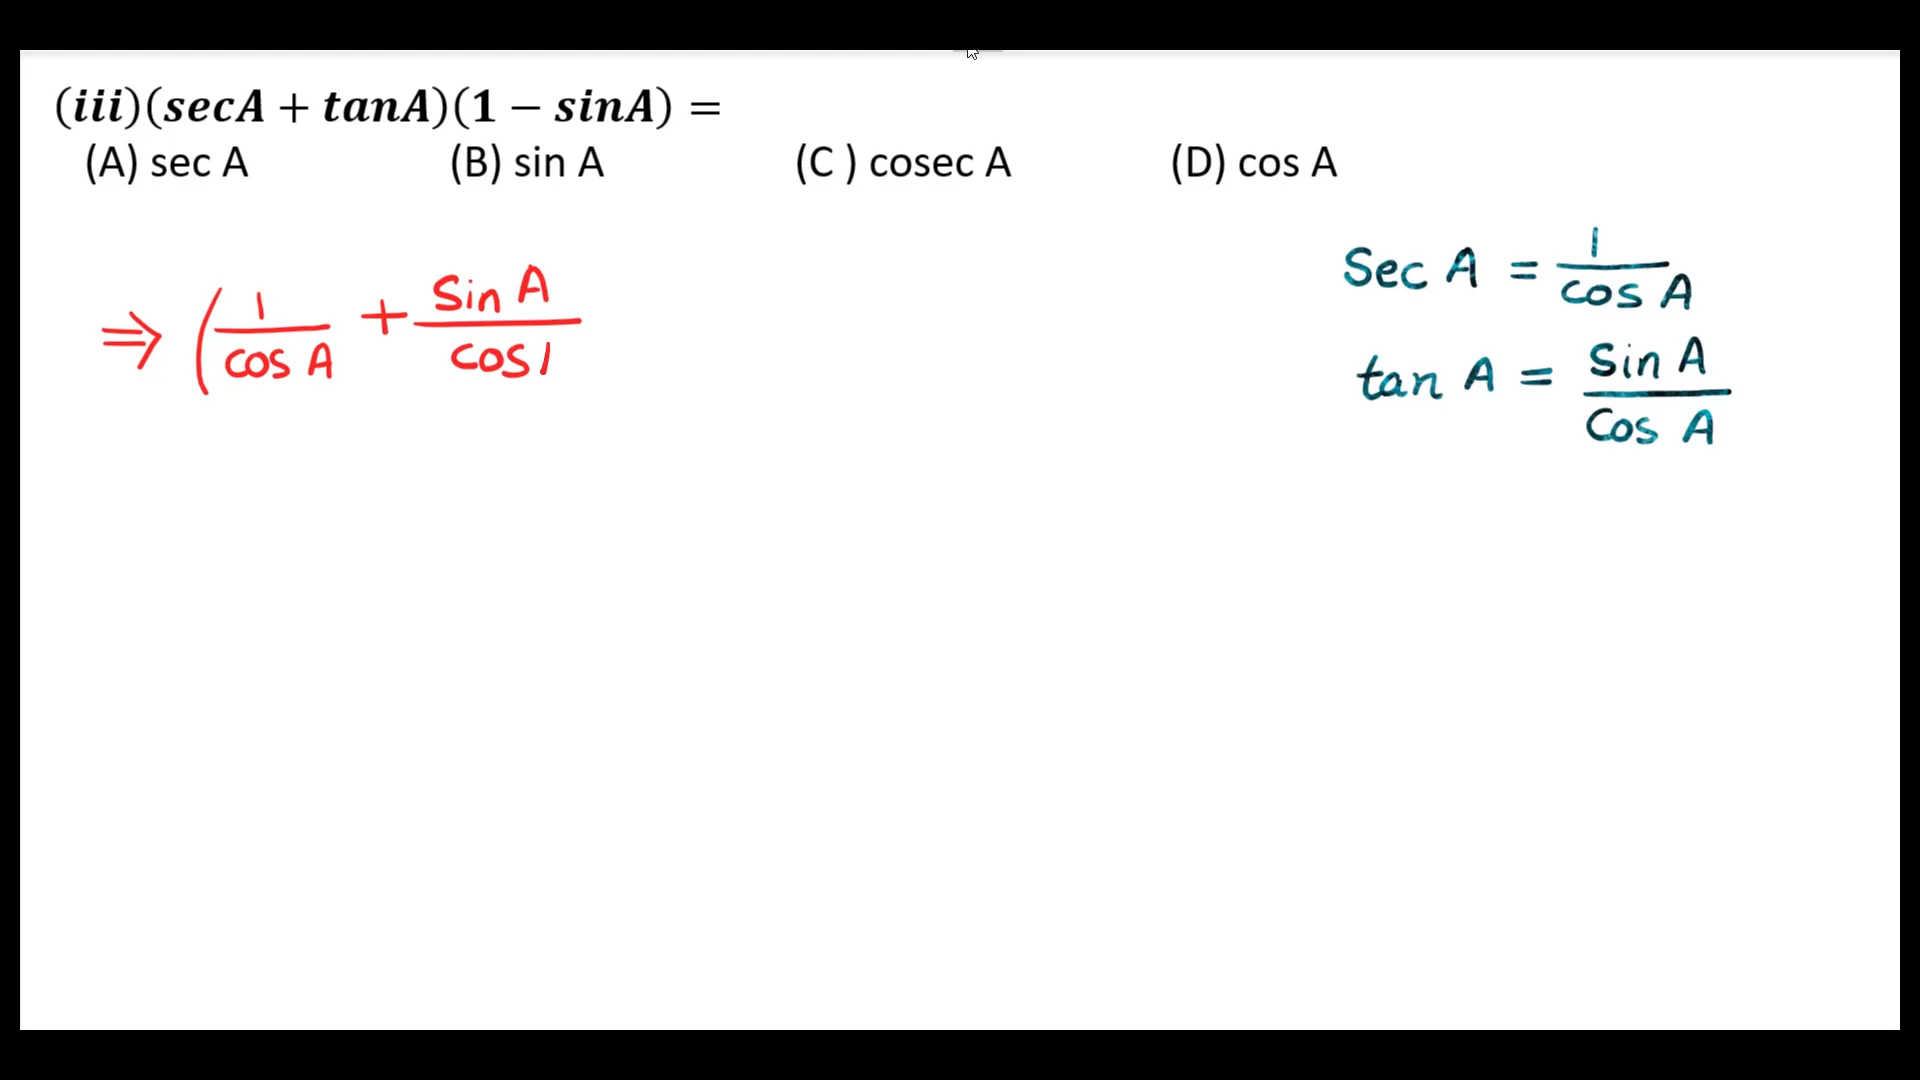 (iii)(secA + tanA)(1 − sinA) =
(A) sec A (B) sin A (C ) cosec A (D) cos A
Sec A = 1/cos A
⇒ (1/cos A + Sin A/cos
tan A = Sin A/Cos A